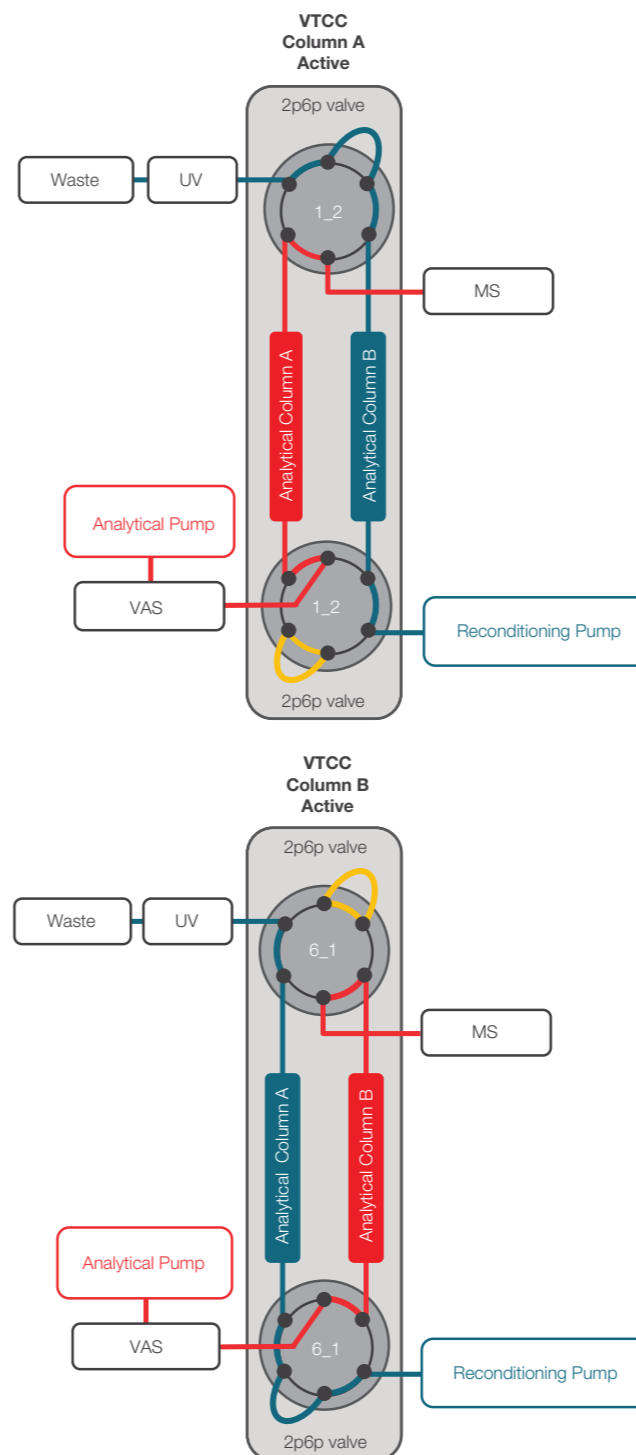 VTCC
Column A
Active
2p6p valve
Waste
UV
1_2
MS
Analytical Column A
Analytical Column B
Analytical Pump
VAS
1_2
Reconditioning Pump
2p6p valve
VTCC
Column B
Active
2p6p valve
Waste
UV
6_1
MS
Analytical Column A
Analytical Column B
Analytical Pump
VAS
6_1
Reconditioning Pump
2p6p valve